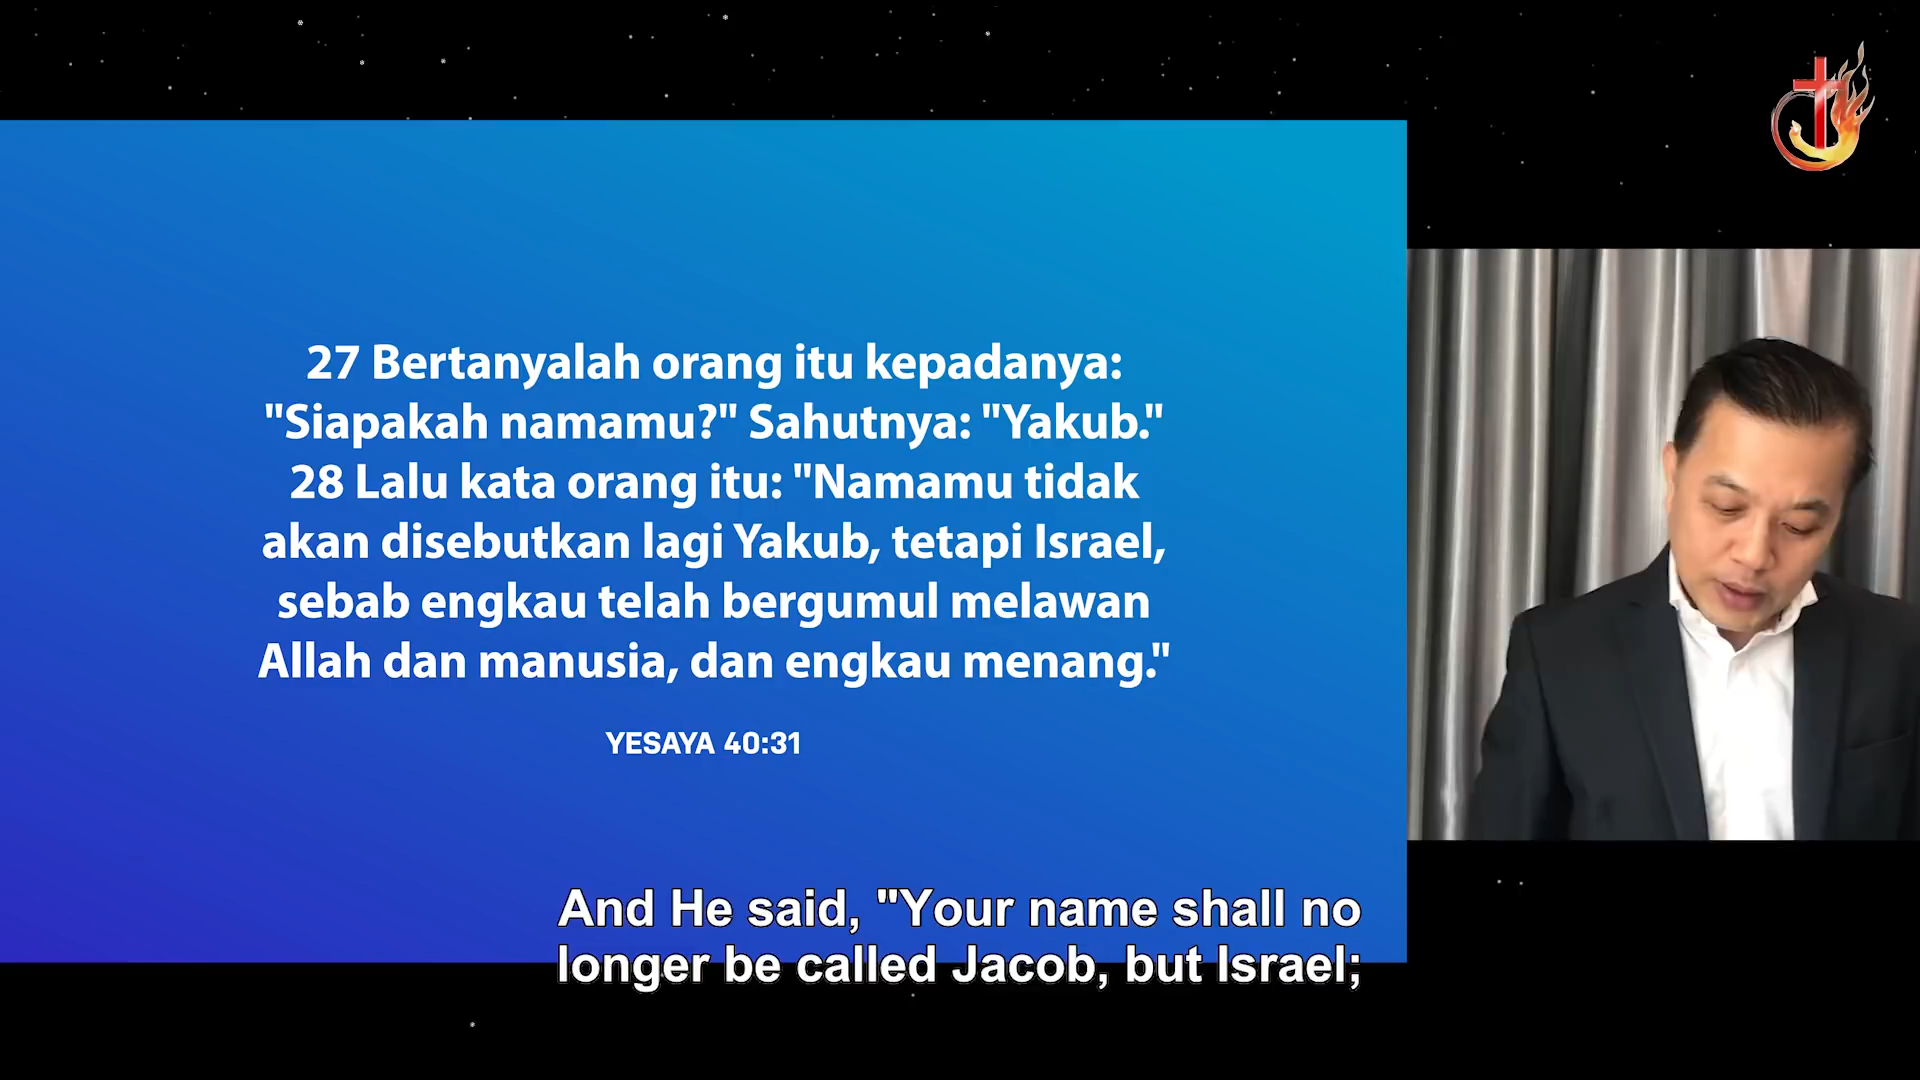 27 Bertanyalah orang itu kepadanya:
"Siapakah namamu?" Sahutnya: "Yakub."
28 Lalu kata orang itu: "Namamu tidak
akan disebutkan lagi Yakub, tetapi Israel,
sebab engkau telah bergumul melawan
Allah dan manusia, dan engkau menang."
YESAYA 40:31
And He said, "Your name shall no
longer be called Jacob, but Israel;